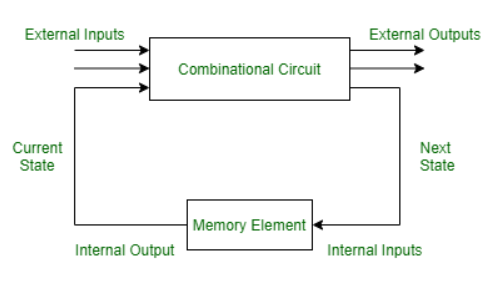 External Inputs
External Outputs
Combinational Circuit
Current
State
Next
State
Memory Element
Internal Output
Internal Inputs